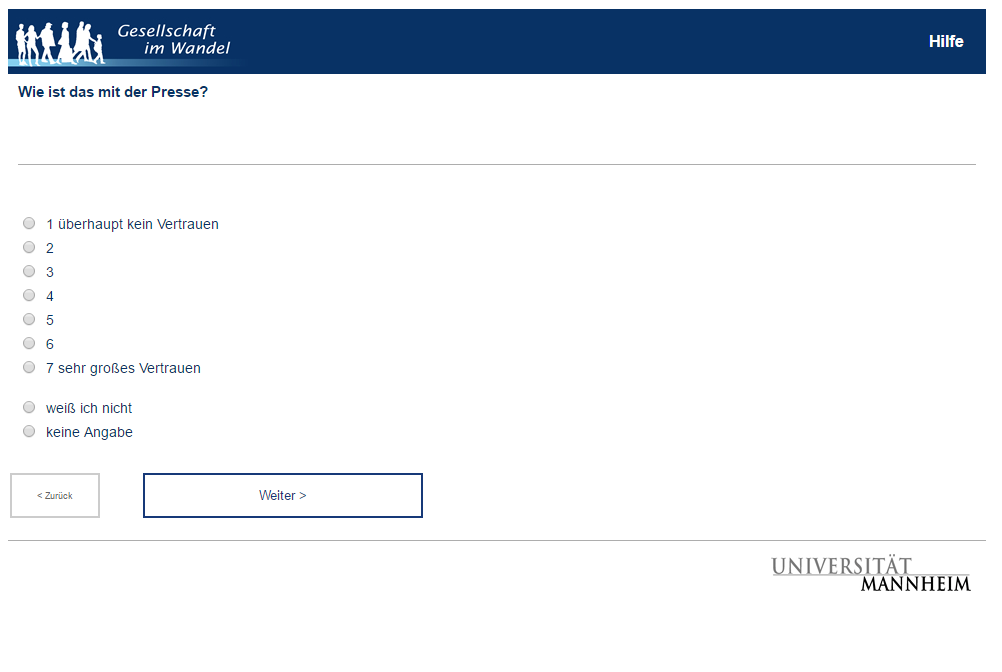 Gesellschaft
im Wandel
Hilfe
Wie ist das mit der Presse?
1 überhaupt kein Vertrauen
2
3
4
5
6
7 sehr großes Vertrauen
weiß ich nicht
keine Angabe
< Zurück
Weiter >
UNIVERSITÄT
MANNHEIM